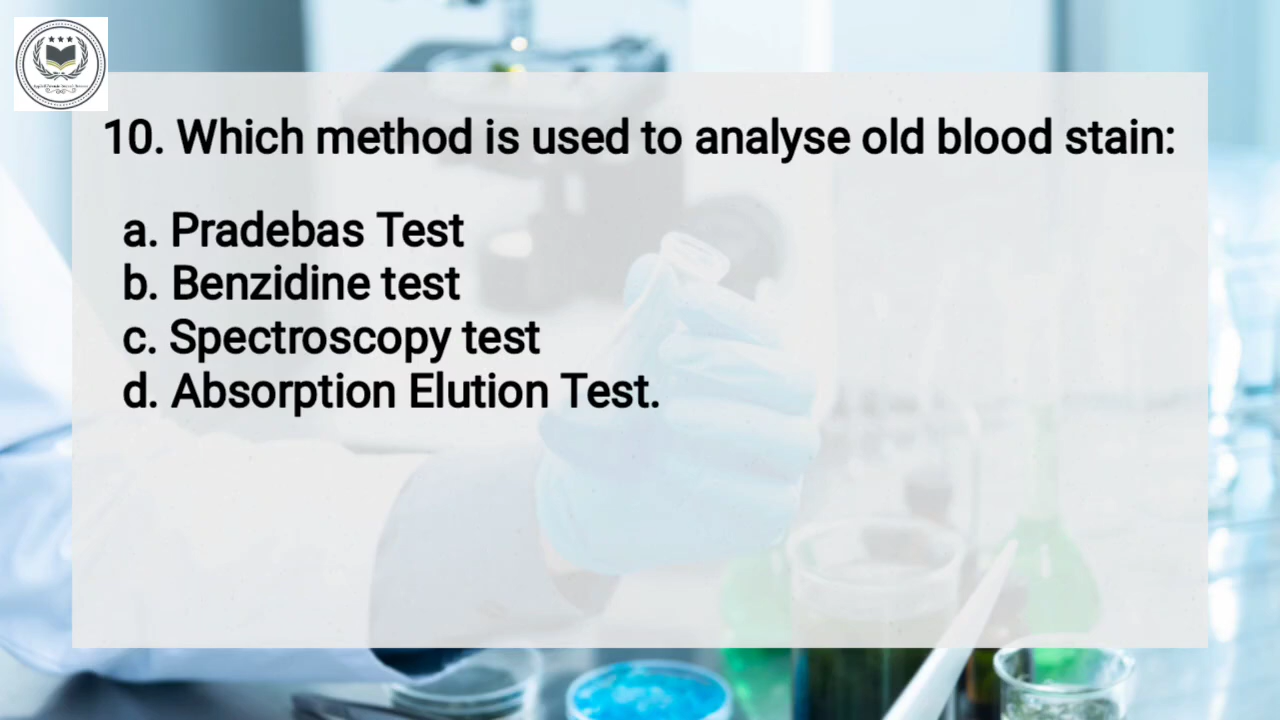 10. Which method is used to analyse old blood stain:
a. Pradebas Test
b. Benzidine test
c. Spectroscopy test
d. Absorption Elution Test.